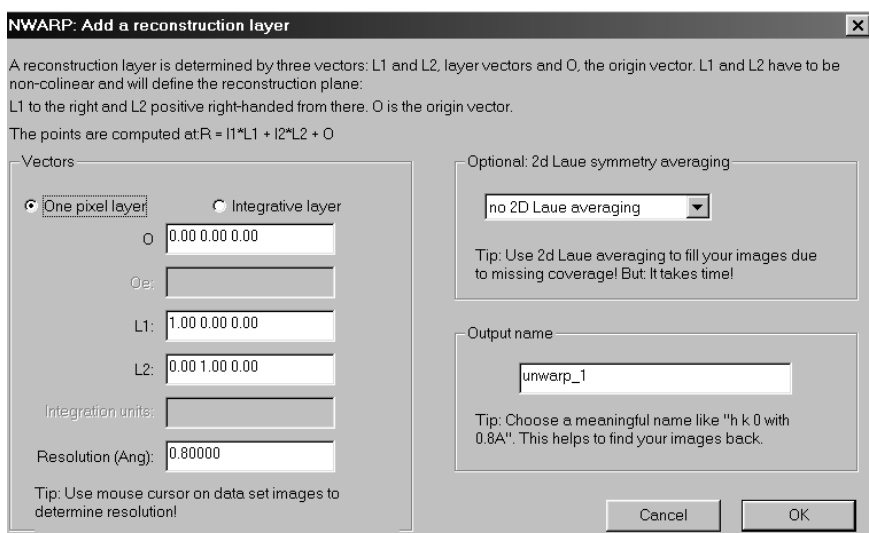 NWARP: Add a reconstruction layer
A reconstruction layer is determined by three vectors: L1 and L2, layer vectors and O, the origin vector. L1 and L2 have to be
non-colinear and will define the reconstruction plane:
L1 to the right and L2 positive right-handed from there. O is the origin vector.
The points are computed at:R = l1*L1 + l2*L2 + O
Vectors
One pixel layer
Integrative layer
O 0.00 0.00 0.00
Oe:
L1: 1.00 0.00 0.00
L2: 0.00 1.00 0.00
Integration units:
Resolution (Ang): 0.80000
Tip: Use mouse cursor on data set images to
determine resolution!
Optional: 2d Laue symmetry averaging
no 2D Laue averaging
Tip: Use 2d Laue averaging to fill your images due
to missing coverage! But: It takes time!
Output name
unwarp_1
Tip: Choose a meaningful name like "h k 0 with
0.8A". This helps to find your images back.
Cancel
OK